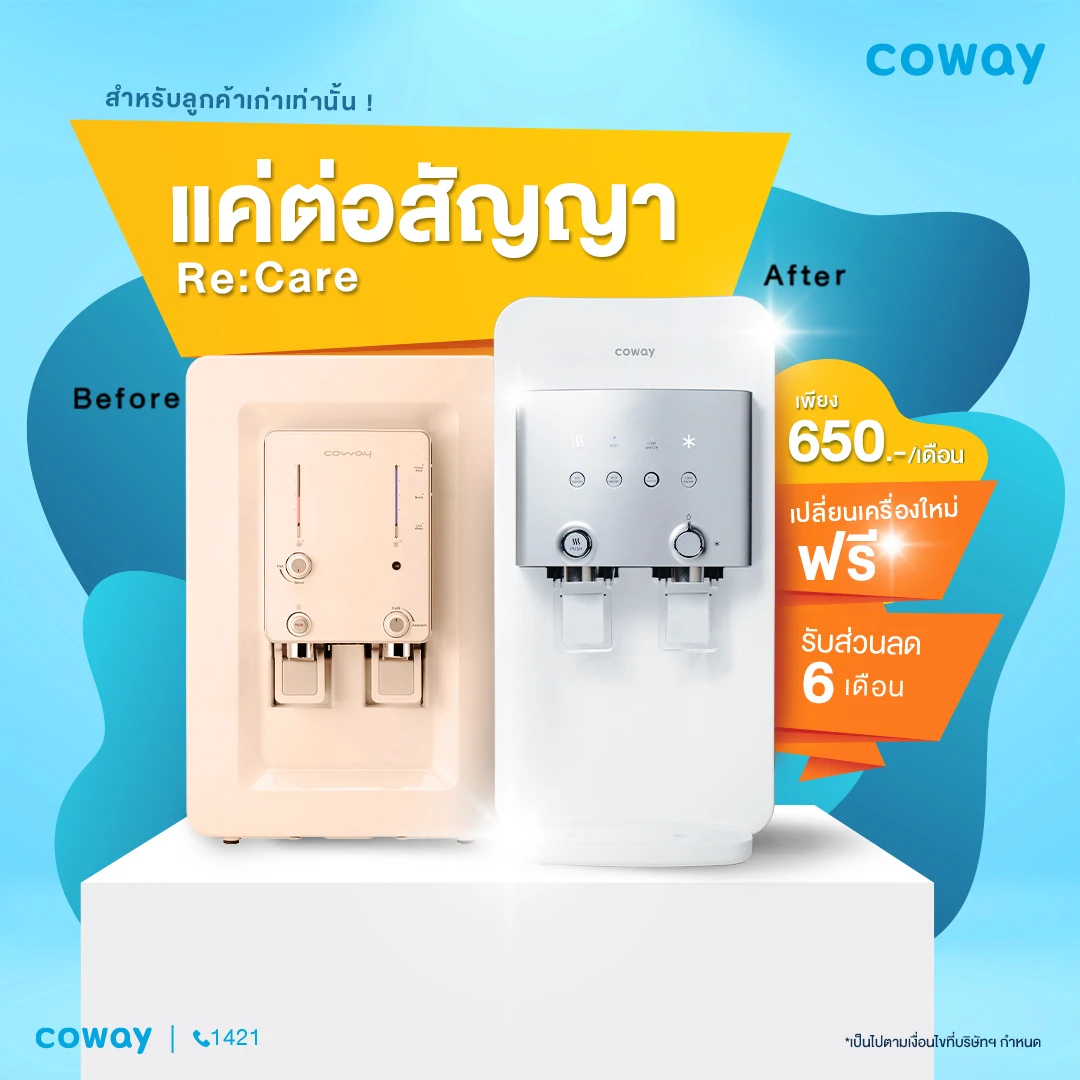 coway
สำหรับลูกค้าเก่าเท่านั้น !
แค่ต่อสัญญา
Re:Care
After
Before
coway
coway
เพียง
650.-/เดือน
เปลี่ยนเครื่องใหม่
ฟรี
รับส่วนลด
6 เดือน
PUSH
coway | 1421
*เป็นไปตามเงื่อนไขที่บริษัทฯ กำหนด